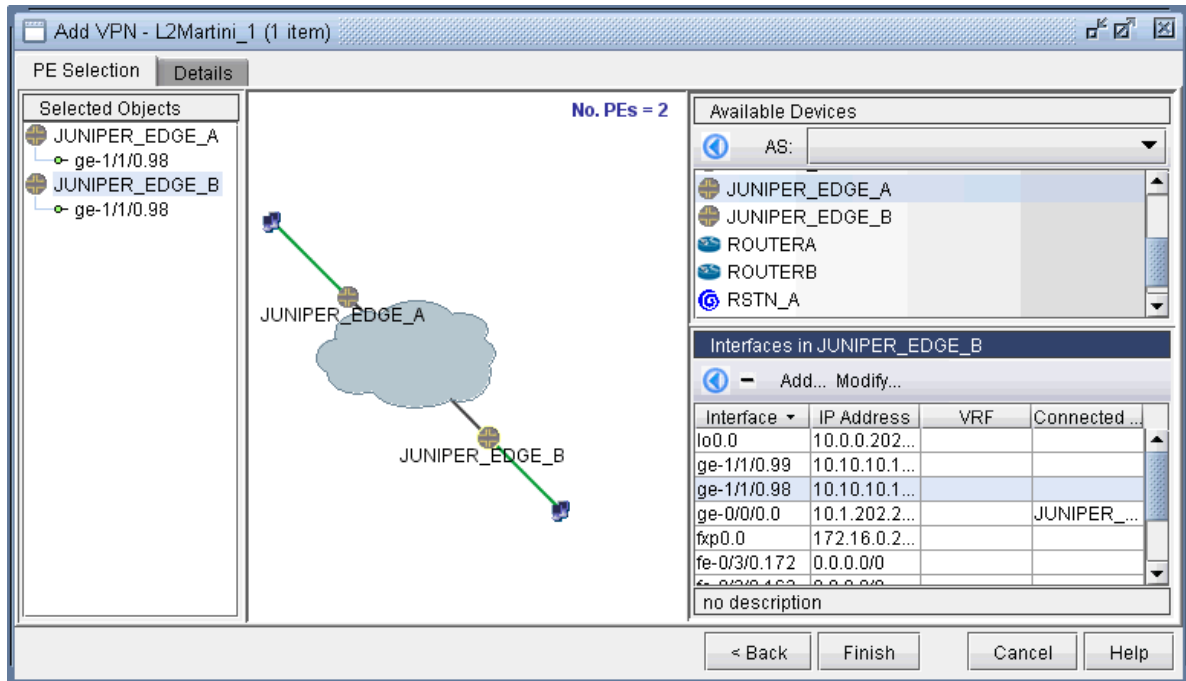 Add VPN - L2Martini_1 (1 item)
PE Selection
Details
Selected Objects
JUNIPER_EDGE_A
ge-1/1/0.98
JUNIPER_EDGE_B
ge-1/1/0.98
No. PEs = 2
JUNIPER_EDGE_A
JUNIPER_EDGE_B
Available Devices
AS:
JUNIPER_EDGE_A
JUNIPER_EDGE_B
ROUTERA
ROUTERB
RSTN_A
Interfaces in JUNIPER_EDGE_B
Add... Modify...
Interface IP Address VRF Connected ...
lo0.0 10.0.0.202...
ge-1/1/0.99 10.10.10.1...
ge-1/1/0.98 10.10.10.1...
ge-0/0/0.0 10.1.202.2... JUNIPER_...
fxp0.0 172.16.0.2...
fe-0/3/0.172 0.0.0.0/0
no description
< Back Finish Cancel Help